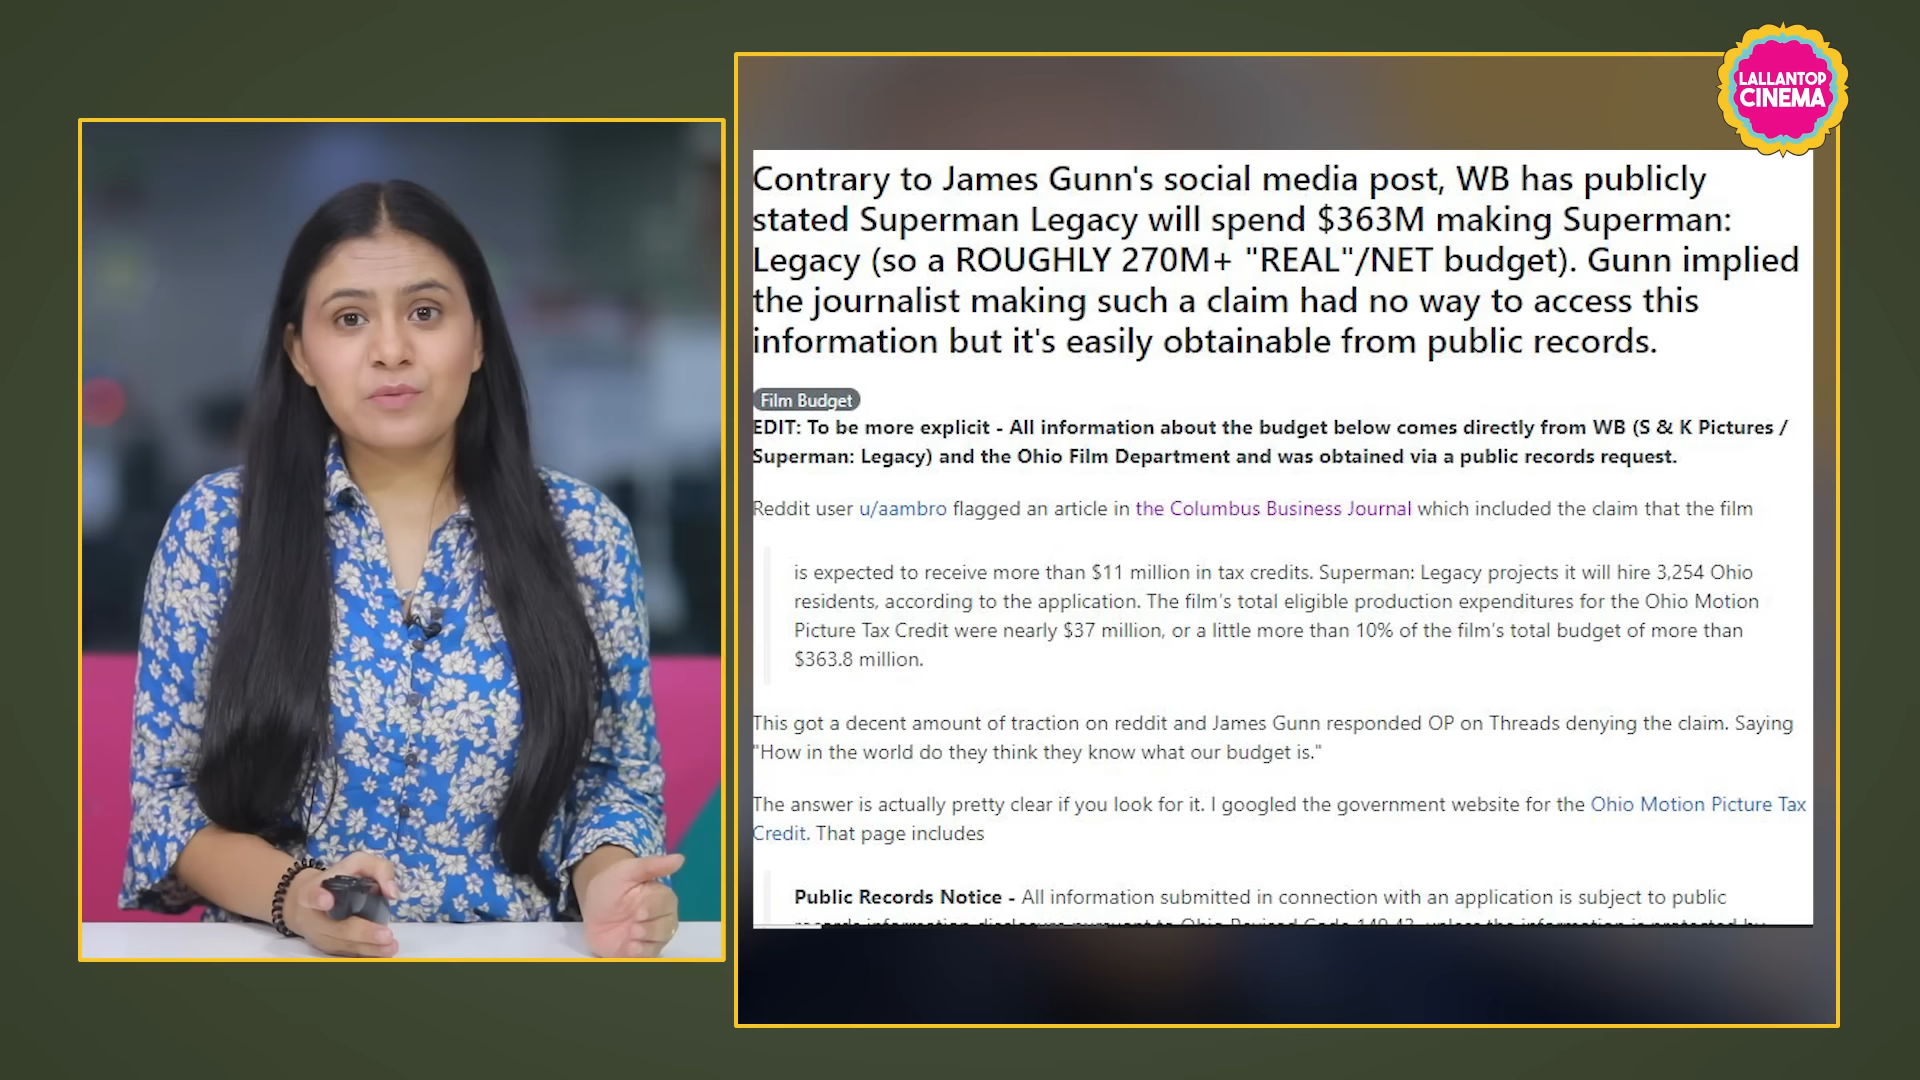 LALLANTOP
CINEMA
Contrary to James Gunn's social media post, WB has publicly
stated Superman Legacy will spend $363M making Superman:
Legacy (so a ROUGHLY 270M+ "REAL"/NET budget). Gunn implied
the journalist making such a claim had no way to access this
information but it's easily obtainable from public records.
Film Budget
EDIT: To be more explicit - All information about the budget below comes directly from WB (S & K Pictures /
Superman: Legacy) and the Ohio Film Department and was obtained via a public records request.
Reddit user u/aambro flagged an article in the Columbus Business Journal which included the claim that the film
is expected to receive more than $11 million in tax credits. Superman: Legacy projects it will hire 3,254 Ohio
residents, according to the application. The film's total eligible production expenditures for the Ohio Motion
Picture Tax Credit were nearly $37 million, or a little more than 10% of the film's total budget of more than
$363.8 million.
This got a decent amount of traction on reddit and James Gunn responded OP on Threads denying the claim. Saying
"How in the world do they think they know what our budget is."
The answer is actually pretty clear if you look for it. I googled the government website for the Ohio Motion Picture Tax
Credit. That page includes
Public Records Notice - All information submitted in connection with an application is subject to public